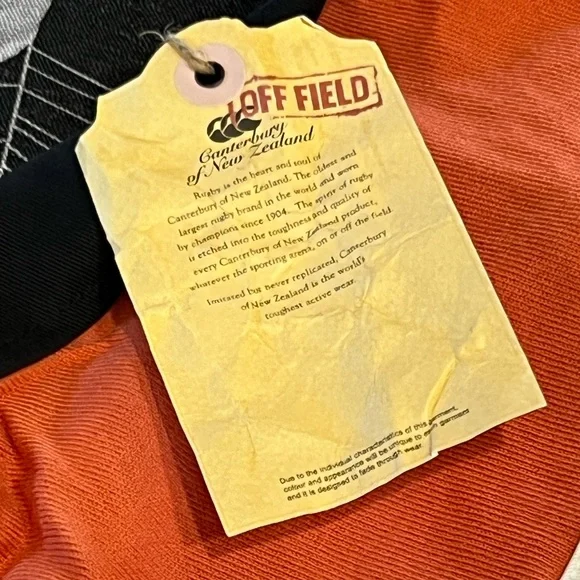 OFF FIELD
Canterbury
of New Zealand
Rugby is the heart and soul of
Canterbury of New Zealand. The oldest and
largest rugby brand in the world and worn
by champions since 1904. The spirit of rugby
is etched into the toughness and quality of
every Canterbury of New Zealand product,
whatever the sporting arena, on or off the field.
Imitated but never replicated, Canterbury
of New Zealand is the world's
toughest active wear.
Due to the individual characteristics of this garment,
colour and appearance will be unique to each garment
and it is designed to fade through wear.